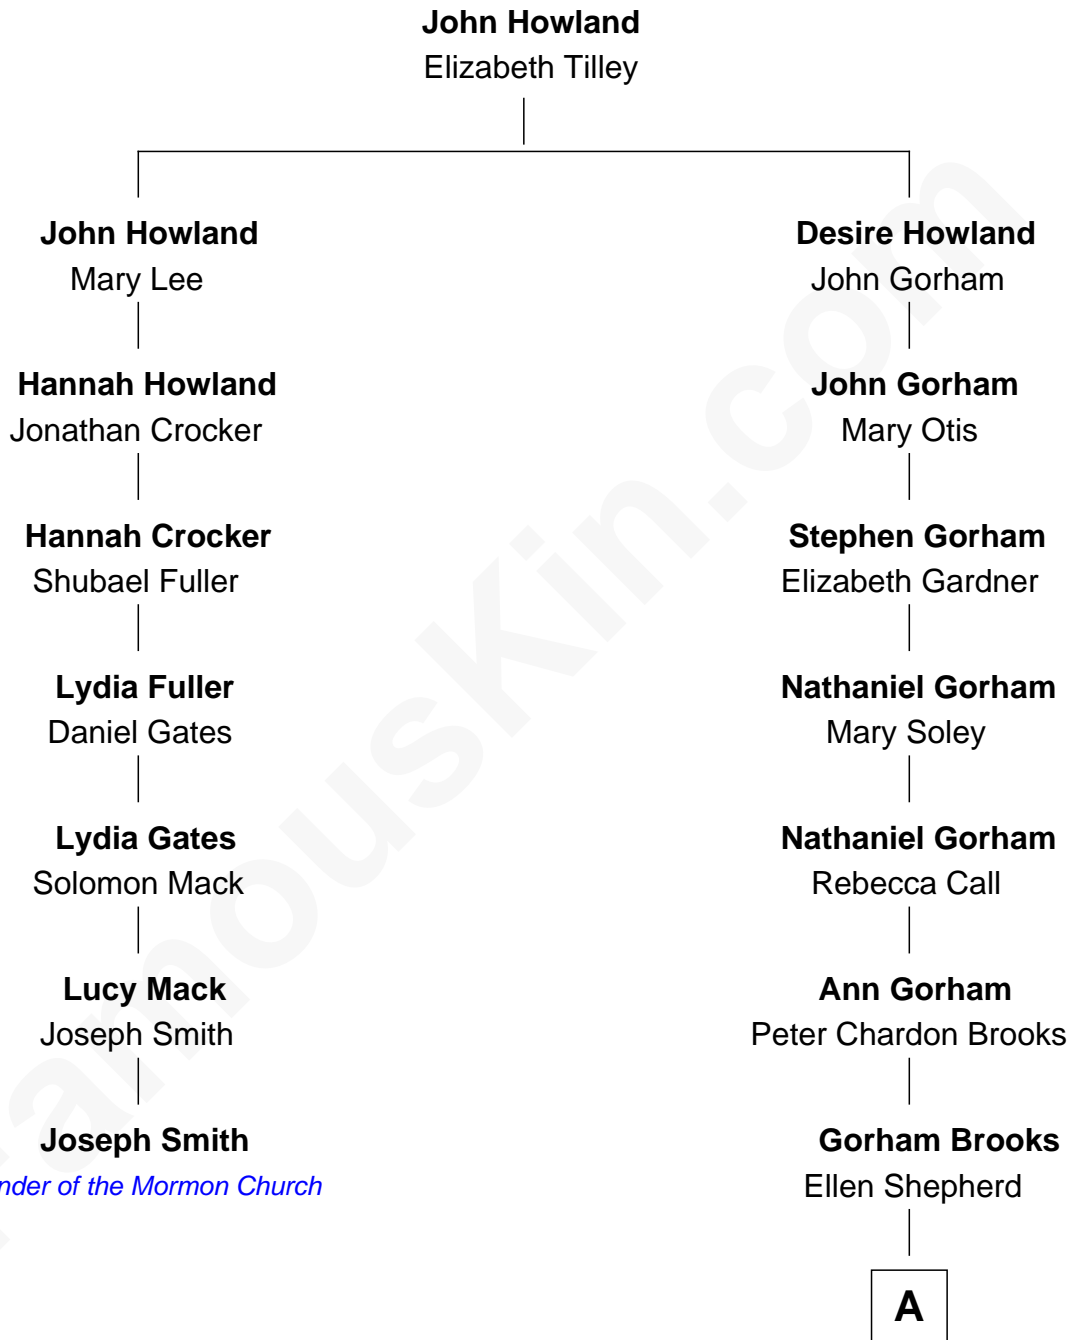 John Howland
Elizabeth Tilley
John Howland
Mary Lee
Hannah Howland
Jonathan Crocker
Hannah Crocker
Shubael Fuller
Lydia Fuller
Daniel Gates
Lydia Gates
Solomon Mack
Lucy Mack
Joseph Smith
Joseph Smith
nder of the Mormon Church
Desire Howland
John Gorham
John Gorham
Mary Otis
Stephen Gorham
Elizabeth Gardner
Nathaniel Gorham
Mary Soley
Nathaniel Gorham
Rebecca Call
Ann Gorham
Peter Chardon Brooks
Gorham Brooks
Ellen Shepherd
A
FamousKin.com